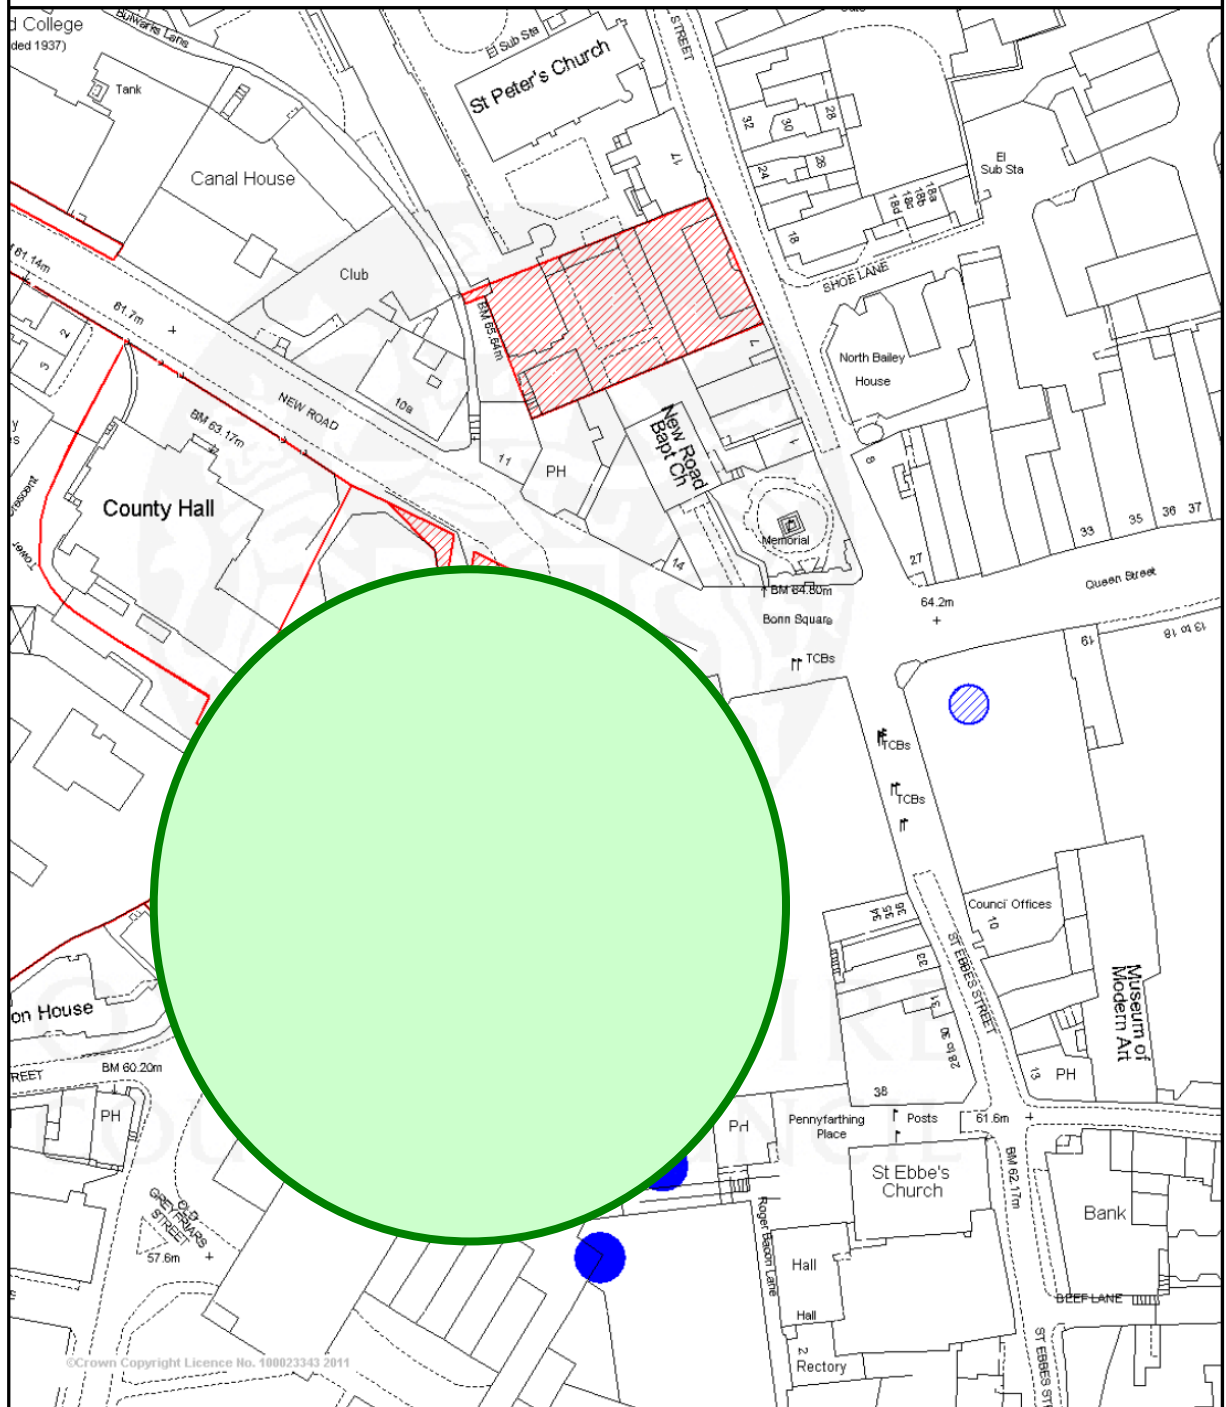 d College
ded 1937)
Bulwarks Lane
El Sub Sta
St Peter's Church
STREET
Tank
Canal House
17
32
30
28
24
26
El
Sub Sta
18a
18b
18c
18d
18
61.14m
Club
SHOE LANE
61.7m
BM 65.64m
2
3
7
North Bailey
House
10a
NEW ROAD
BM 63.17m
New Road
Bapt Ch
1
11
PH
8
County Hall
rescent
Tower
33
35
36
37
Memorial
14
27
Queen Street
BM 64.80m
64.2m
Bonn Square
19
13 to 18
TCBs
TCBs
TCBs
36
35
34
Council Offices
10
33
ST EBBES STREET
31
Museum of
Modern Art
on House
28 to 30
REET
BM 60.20m
13
PH
38
PH
Pennyfarthing
Place
Posts
61.6m
PH
St Ebbe's
Church
BM 62.17m
OLD
GREYFRIARS
STREET
Roger Bacon Lane
Bank
57.6m
Hall
BEEF LANE
Hall
ST EBBES ST
2
Rectory
©Crown Copyright Licence No. 100023343 2011
COUNCIL